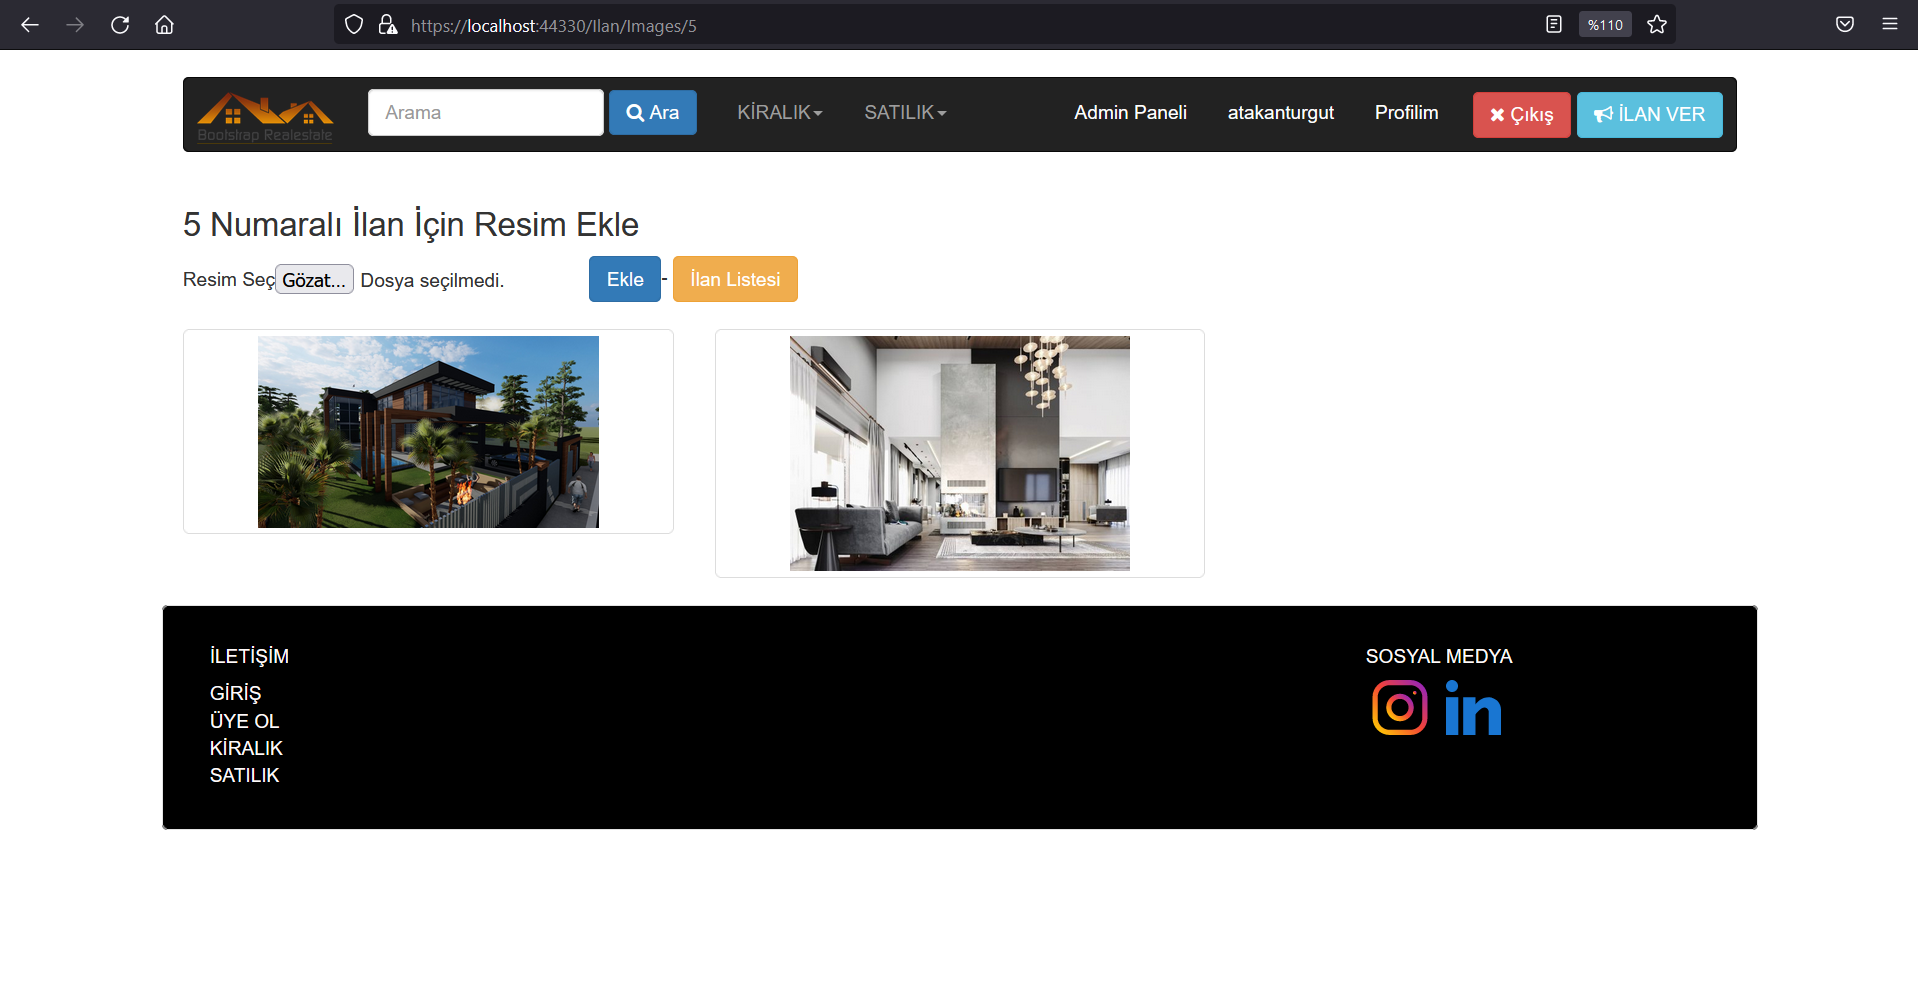 https://localhost:44330/Ilan/Images/5
%110
Bootstrap Realestate
Arama
Ara
KİRALIK
SATILIK
Admin Paneli
atakanturgut
Profilim
Çıkış
İLAN VER
5 Numaralı İlan İçin Resim Ekle
Resim Seç Gözat... Dosya seçilmedi.
Ekle - İlan Listesi
İLETİŞİM
GİRİŞ
ÜYE OL
KİRALIK
SATILIK
SOSYAL MEDYA
in